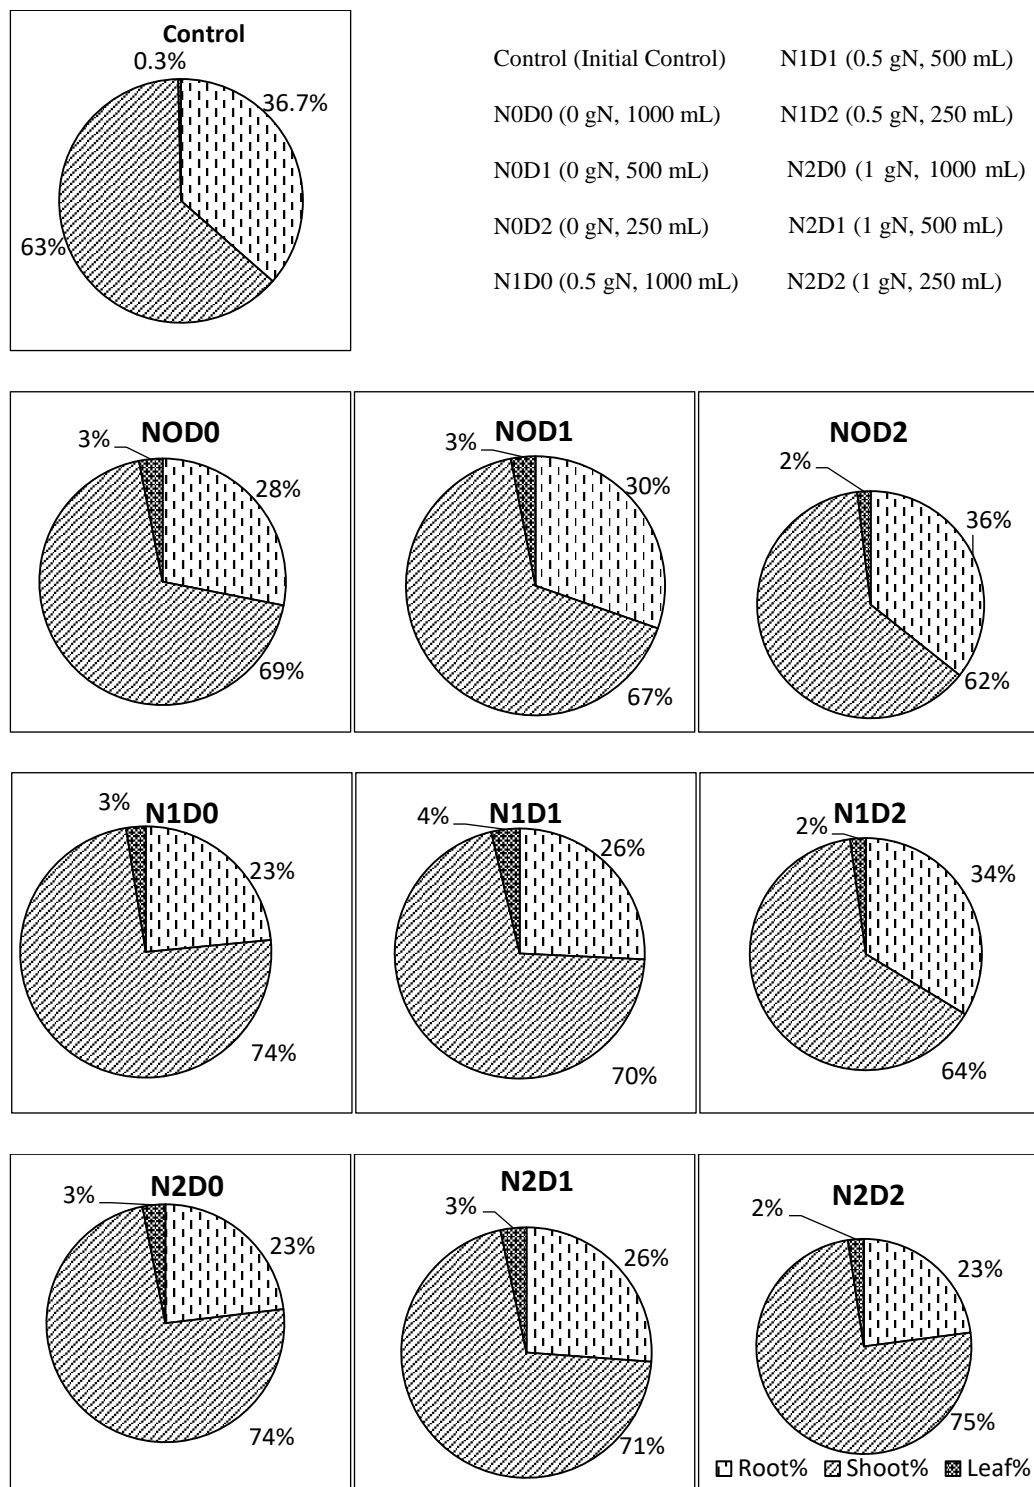 Control
0.3%
36.7%
63%
Control (Initial Control) N1D1 (0.5 gN, 500 mL)
N0D0 (0 gN, 1000 mL) N1D2 (0.5 gN, 250 mL)
N0D1 (0 gN, 500 mL) N2D0 (1 gN, 1000 mL)
N0D2 (0 gN, 250 mL) N2D1 (1 gN, 500 mL)
N1D0 (0.5 gN, 1000 mL) N2D2 (1 gN, 250 mL)
NOD0
3%
28%
69%
NOD1
3%
30%
67%
NOD2
2%
36%
62%
N1D0
3%
23%
74%
N1D1
4%
26%
70%
N1D2
2%
34%
64%
N2D0
3%
23%
74%
N2D1
3%
26%
71%
N2D2
2%
23%
75%
Root% Shoot% Leaf%